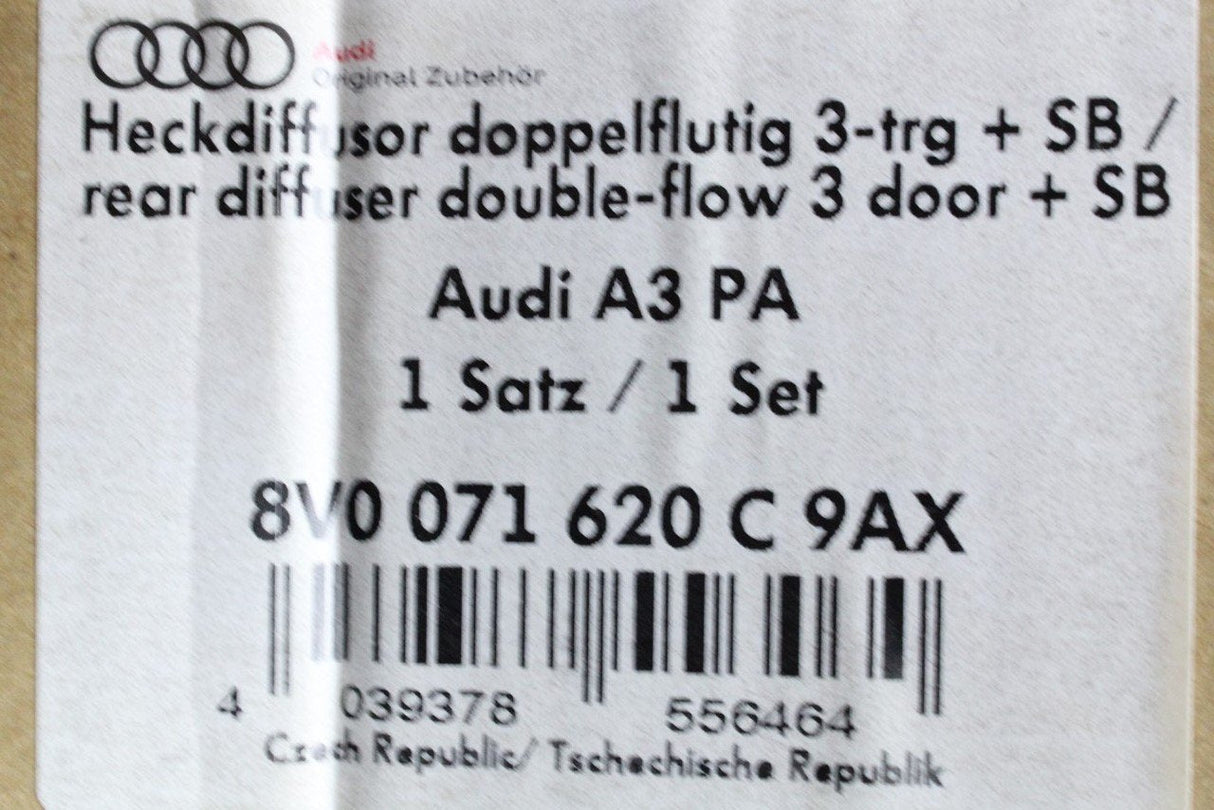 Audi
Original Zubehör
Heckdiffusor doppelflutig 3-trg + SB /
rear diffuser double-flow 3 door + SB
Audi A3 PA
1 Satz / 1 Set
8V0 071 620 C 9AX
4 039378 556464
Czech Republic/ Tschechische Republik